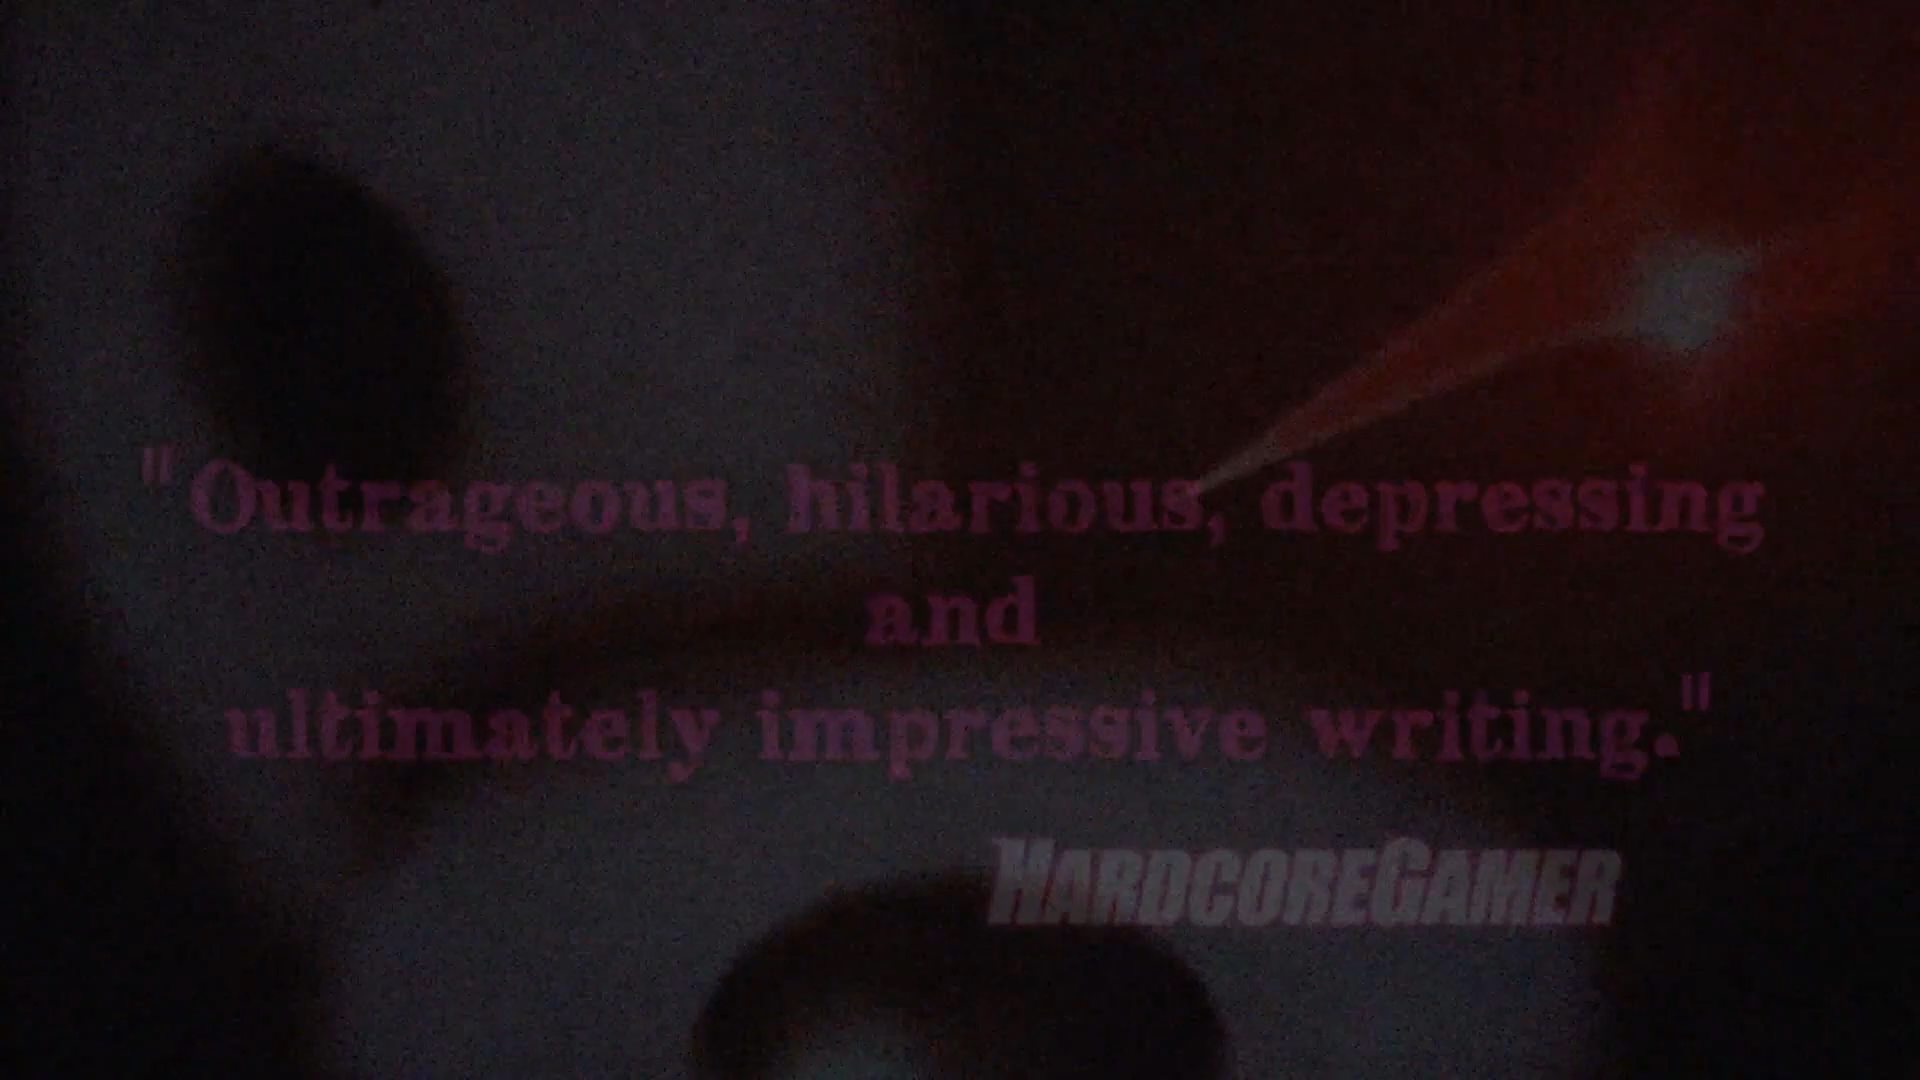 "Outrageous, hilarious, depressing
and
ultimately impressive writing."
HARDCOREGAMER